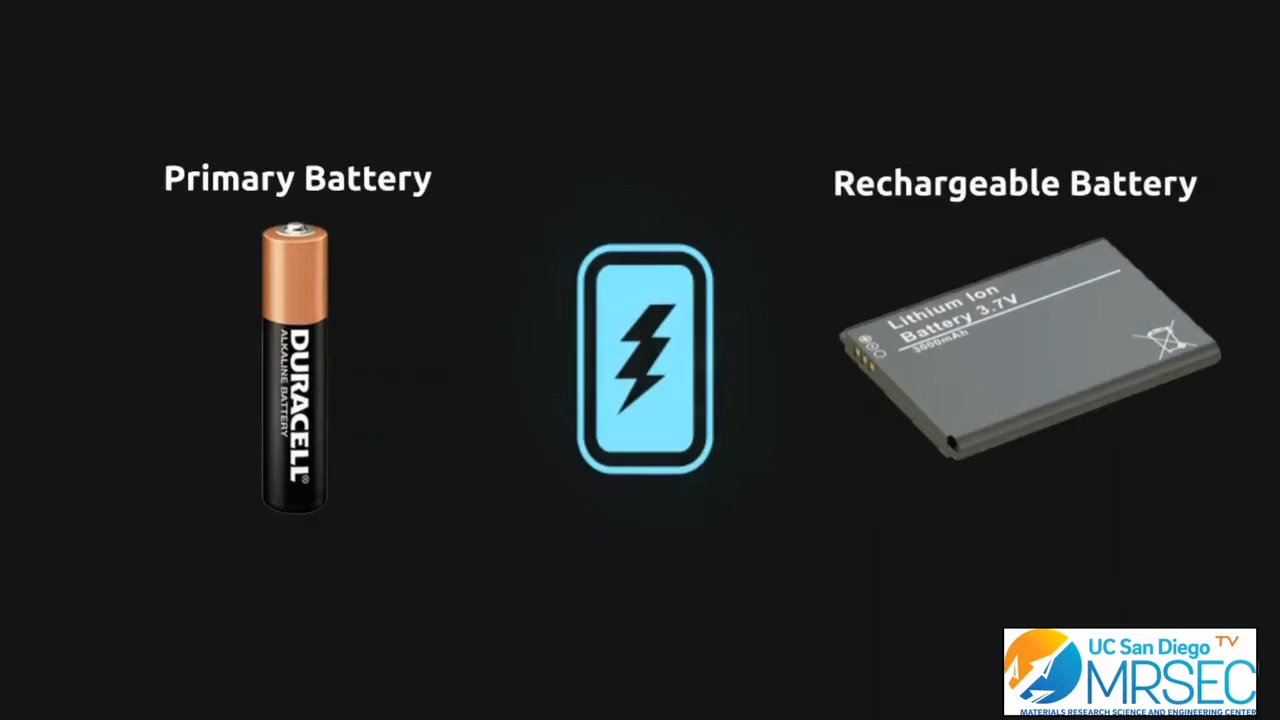 Primary Battery
Rechargeable Battery
DURACELL®
ALKALINE BATTERY
Lithium Ion
Battery 3.7V
3000mAh
UC San Diego TV
MRSEC
MATERIALS RESEARCH SCIENCE AND ENGINEERING CENTER